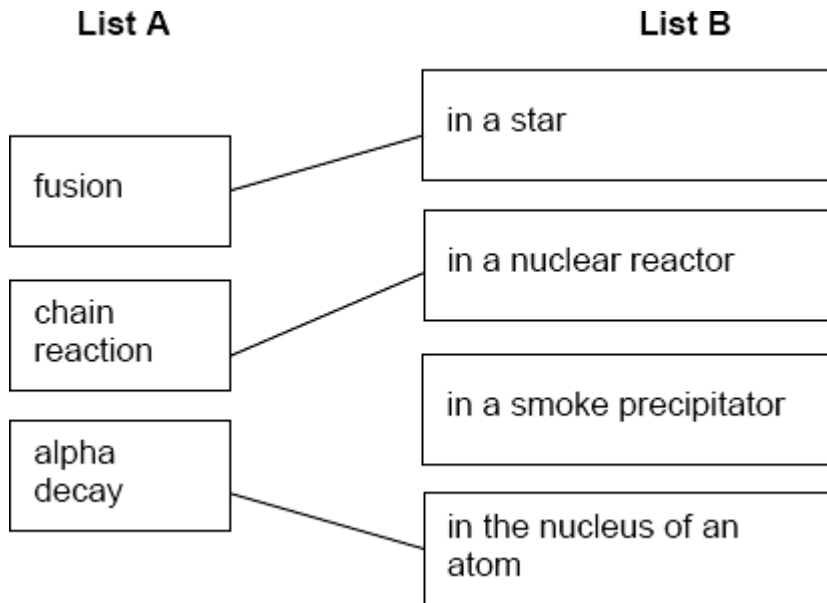 List A
List B
fusion
chain
reaction
alpha
decay
in a star
in a nuclear reactor
in a smoke precipitator
in the nucleus of an
atom